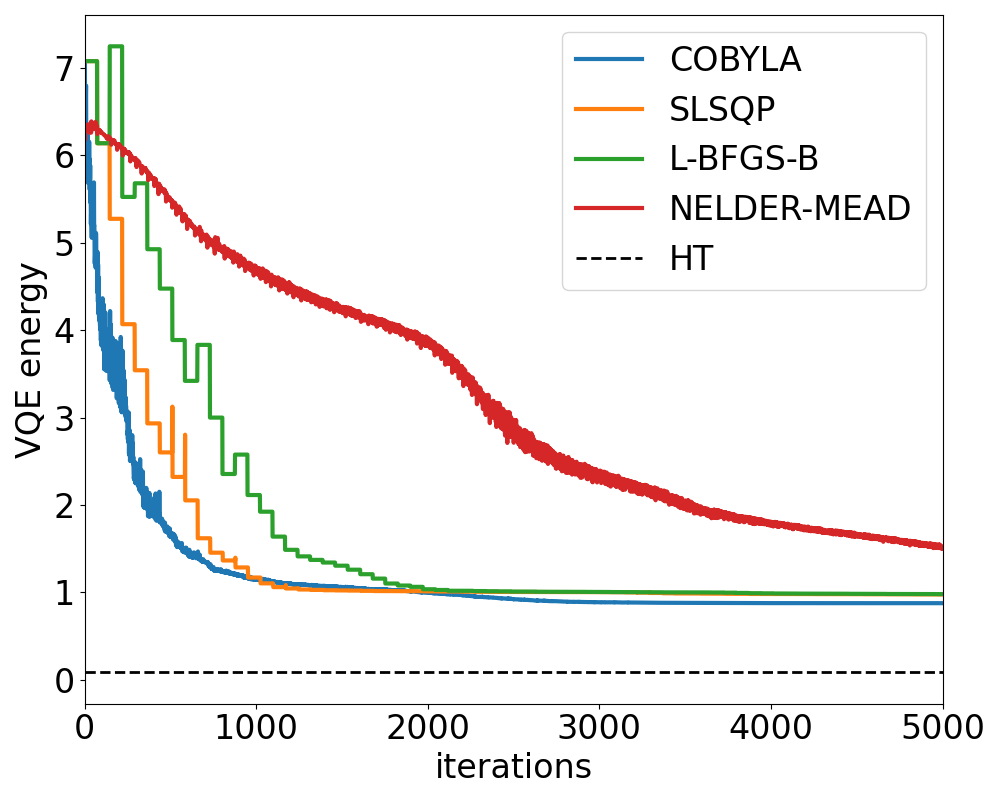 7
6
5
4
3
2
1
0
VQE energy
COBYLA
SLSQP
L-BFGS-B
NELDER-MEAD
HT
0 1000 2000 3000 4000 5000
iterations